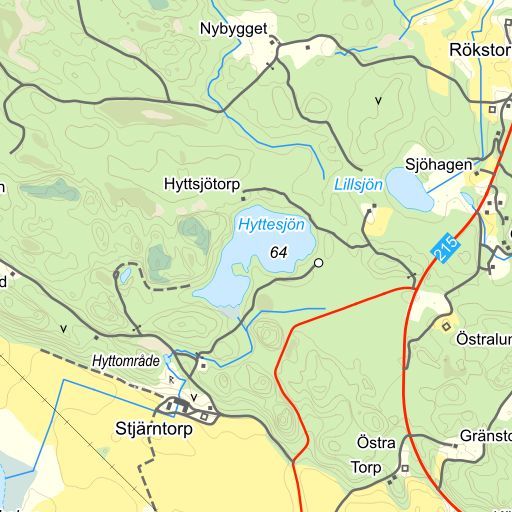 Nybygget
Rökstor
Sjöhagen
Hyttsjötorp
Lillsjön
n
Hyttesjön
215
64
d
Östralun
Hyttområde
R
Stjärntorp
Östra
Torp
Gränsto